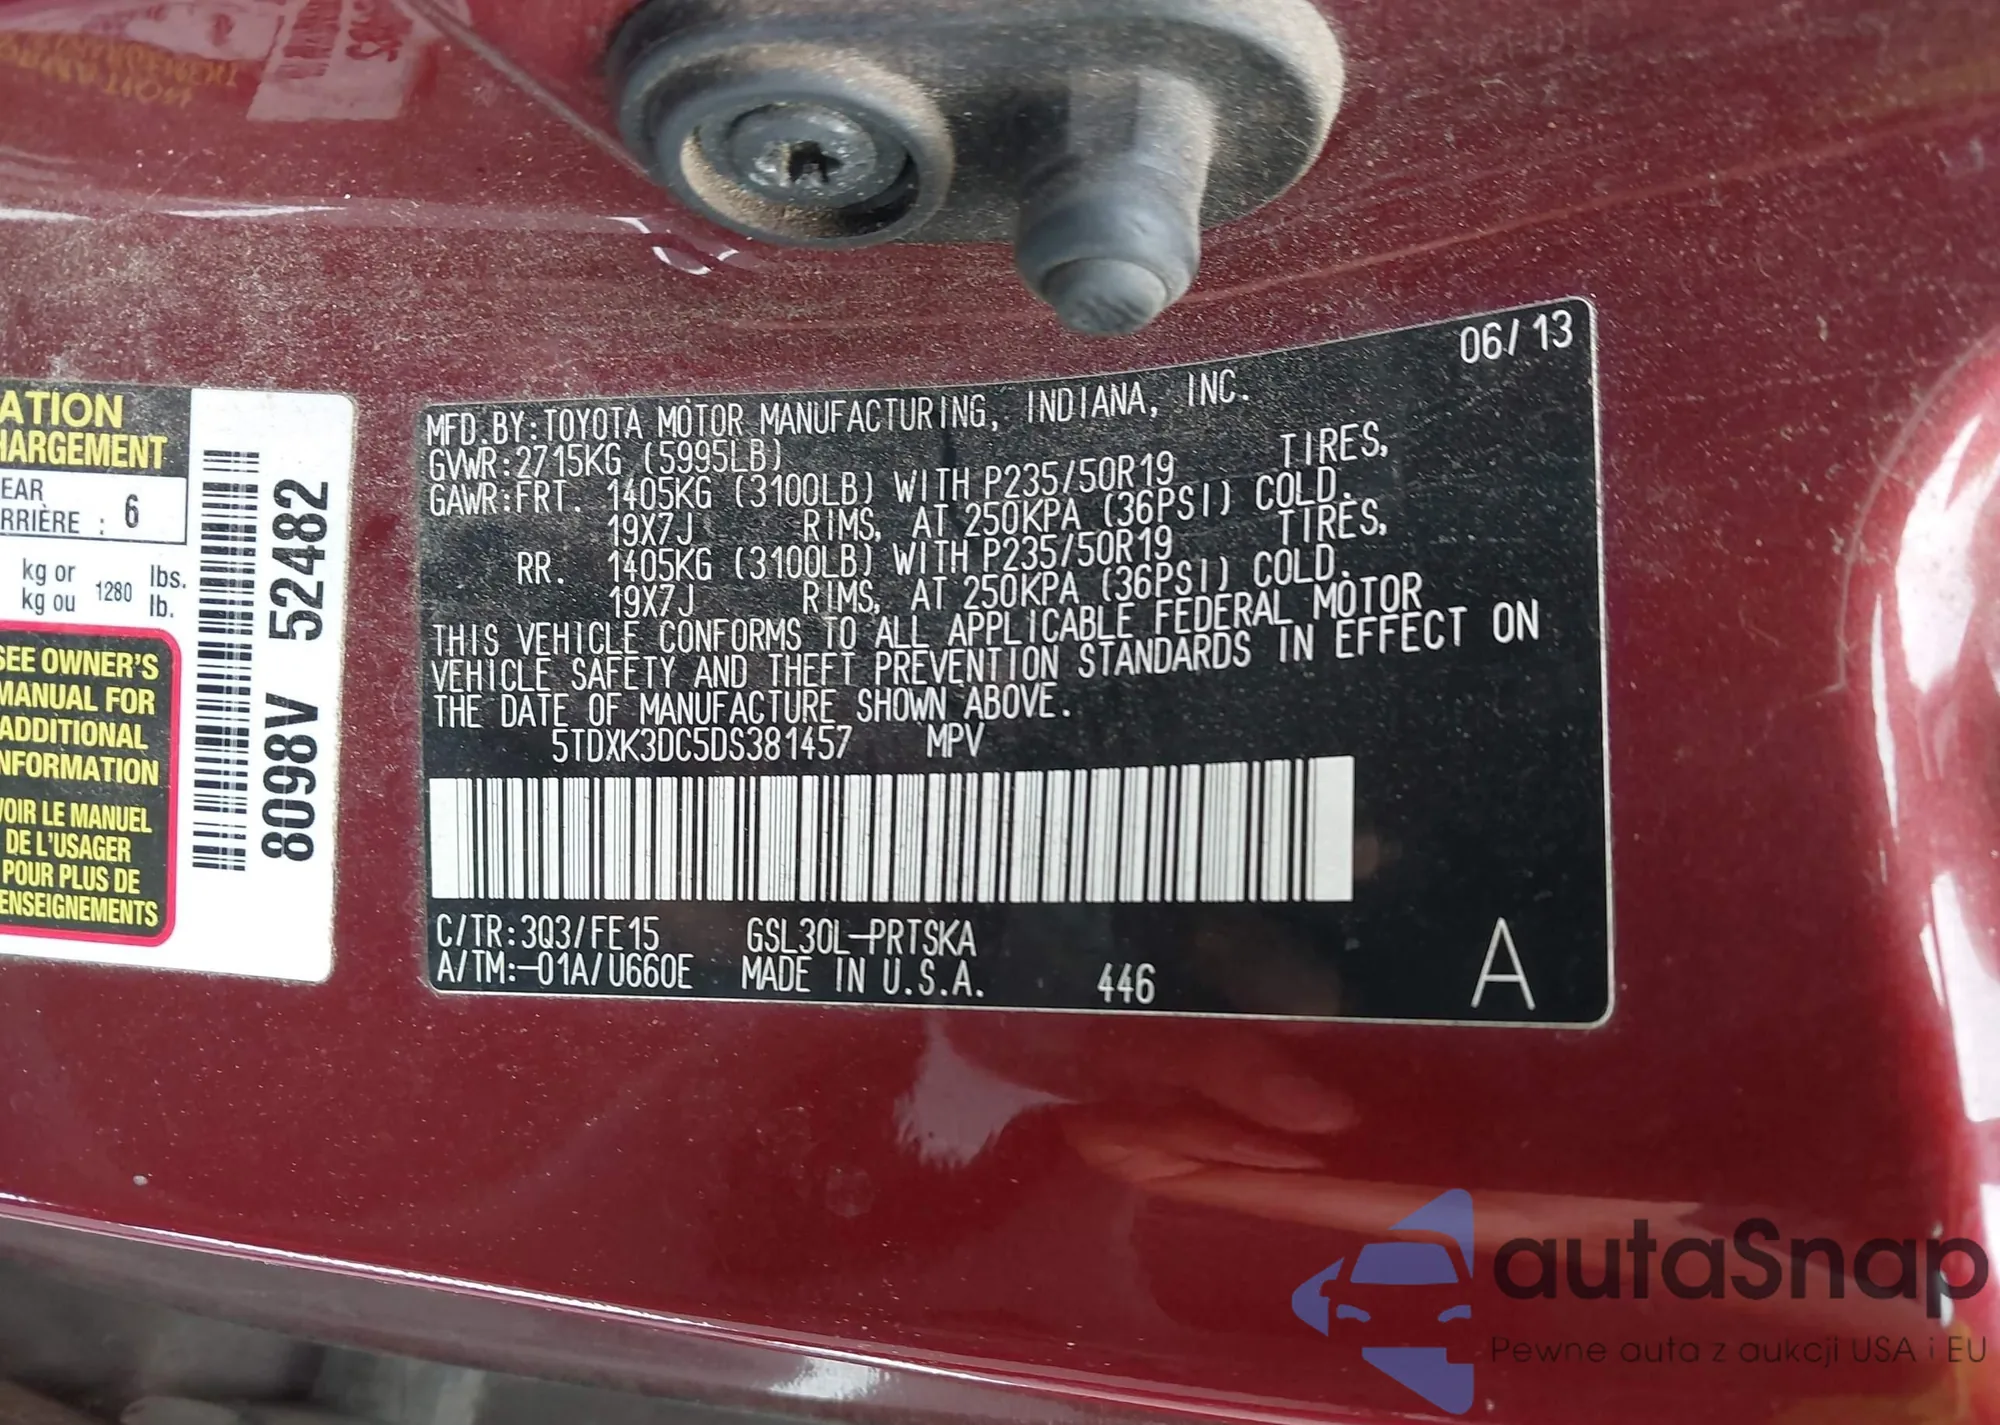 ATION
HARGEMENT
EAR
RRIÈRE : 6
kg or 1280 lbs.
kg ou lb.
SEE OWNER'S
MANUAL FOR
ADDITIONAL
NFORMATION
VOIR LE MANUEL
DE L'USAGER
POUR PLUS DE
ENSEIGNEMENTS
8098V 52482
06/13
MFD.BY:TOYOTA MOTOR MANUFACTURING, INDIANA, INC.
GVWR:2715KG (5995LB)
GAWR:FRT. 1405KG (3100LB) WITH P235/50R19 TIRES,
19X7J RIMS, AT 250KPA (36PSI) COLD.
RR. 1405KG (3100LB) WITH P235/50R19 TIRES,
19X7J RIMS, AT 250KPA (36PSI) COLD.
THIS VEHICLE CONFORMS TO ALL APPLICABLE FEDERAL MOTOR
VEHICLE SAFETY AND THEFT PREVENTION STANDARDS IN EFFECT ON
THE DATE OF MANUFACTURE SHOWN ABOVE.
5TDXK3DC5DS381457 MPV
C/TR:3Q3/FE15 GSL30L-PRTSKA
A/TM:-01A/U660E MADE IN U.S.A. 446 A
autaSnap
Pewne auta z aukcji USA i EU